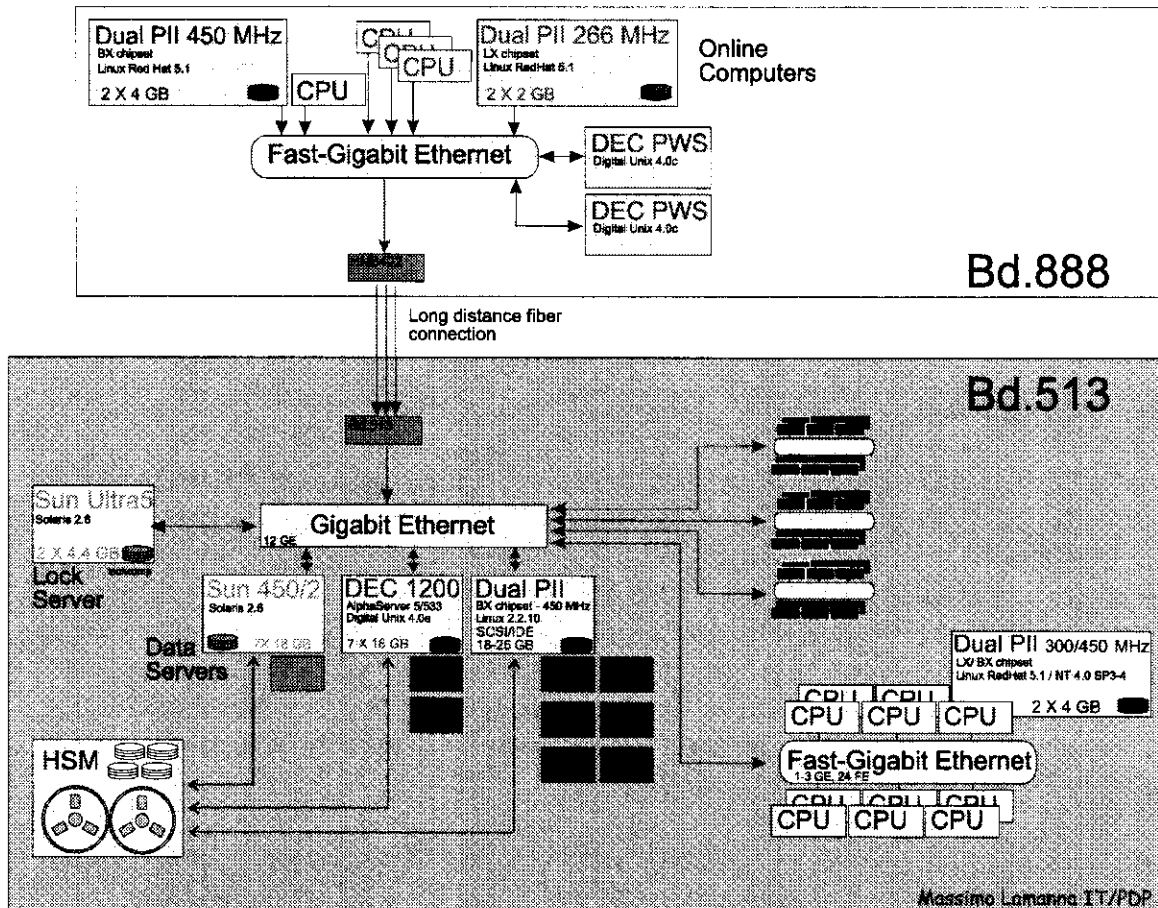 Dual PII 450 MHz
BX chipset
Linux Red Hat 5.1
2 X 4 GB
CPU
CPU
CPU
CPU
Dual PII 266 MHz
LX chipset
Linux RedHat 5.1
2 X 2 GB
Online
Computers
Fast-Gigabit Ethernet
DEC PWS
Digital Unix 4.0c
DEC PWS
Digital Unix 4.0c
Bd.888
Long distance fiber
connection
Bd.513
Sun Ultra5
Solaris 2.6
2 X 4.4 GB
Lock
Server
Gigabit Ethernet
12 GE
Sun 450/2
Solaris 2.6
7X 18 GB
Data
Servers
DEC 1200
AlphaServer 5/533
Digital Unix 4.0e
7 X 16 GB
Dual PII
BX chipset - 450 MHz
Linux 2.2.10
SCSI/IDE
18-25 GB
Dual PII 300/450 MHz
LX/ BX chipset
Linux RedHat 5.1 / NT 4.0 SP3-4
2 X 4 GB
CPU CPU
CPU CPU CPU
Fast-Gigabit Ethernet
1-3 GE, 24 FE
CPU CPU CPU
CPU CPU CPU
HSM
Massimo Lamanna IT/PDP